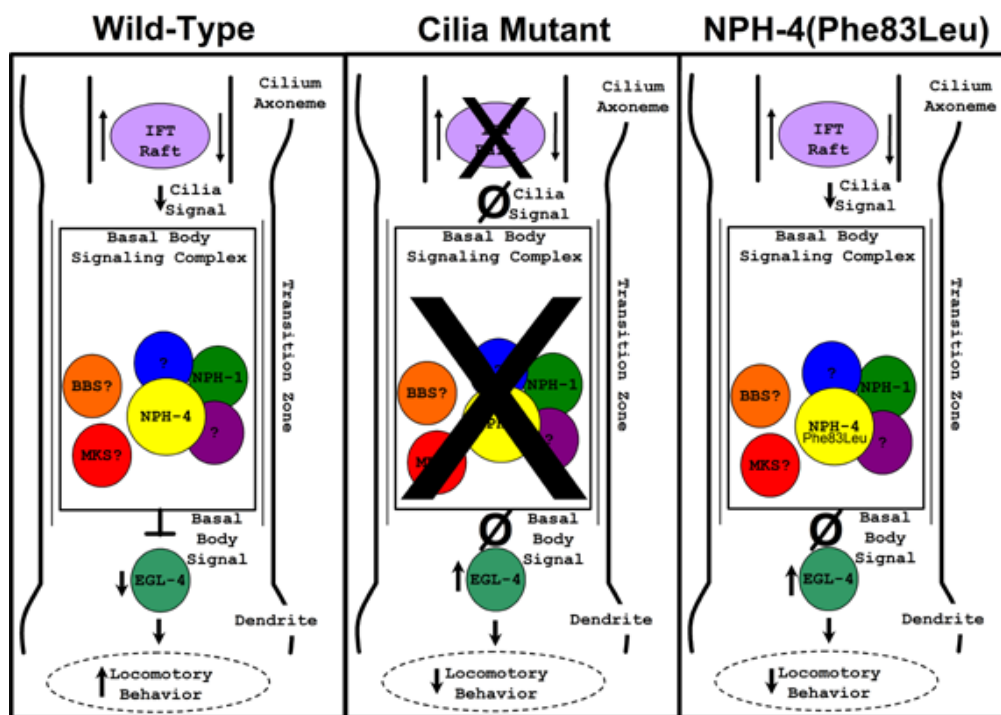 Wild-Type
Cilium
Axoneme
IFT
Raft
Cilia
Signal
Basal Body
Signaling Complex
Transition Zone
?
BBS?
NPH-1
NPH-4
?
MKS?
Basal
Body
Signal
EGL-4
Dendrite
Locomotory
Behavior
Cilia Mutant
Cilium
Axoneme
Raft
Ø
Cilia
Signal
Basal Body
Signaling Complex
Transition Zone
BBS?
NPH-1
?
Ø
Basal
Body
Signal
EGL-4
Dendrite
Locomotory
Behavior
NPH-4(Phe83Leu)
Cilium
Axoneme
IFT
Raft
Cilia
Signal
Basal Body
Signaling Complex
Transition Zone
?
BBS?
NPH-1
NPH-4
Phe83Leu
?
MKS?
Ø
Basal
Body
Signal
EGL-4
Dendrite
Locomotory
Behavior